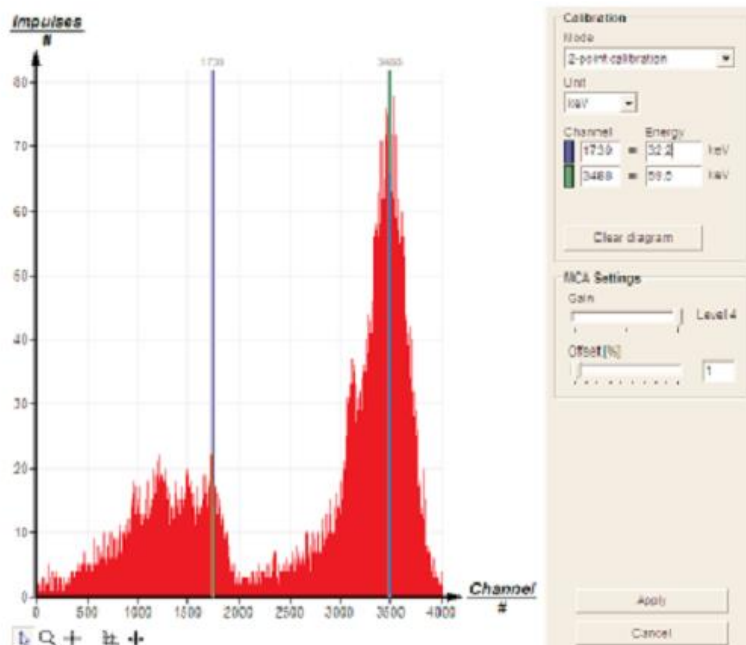 Impulses
#
1739
3488
80
70
60
50
40
30
20
10
0
0 500 1000 1500 2000 2500 3000 3500 4000
Channel
#
Calibration
Mode
2-point calibration
Unit
keV
Channel Energy
1739 = 32.2 keV
3488 = 59.5 keV
Clear diagram
MCA Settings
Gain
Level 4
Offset [%]
1
Apply
Cancel